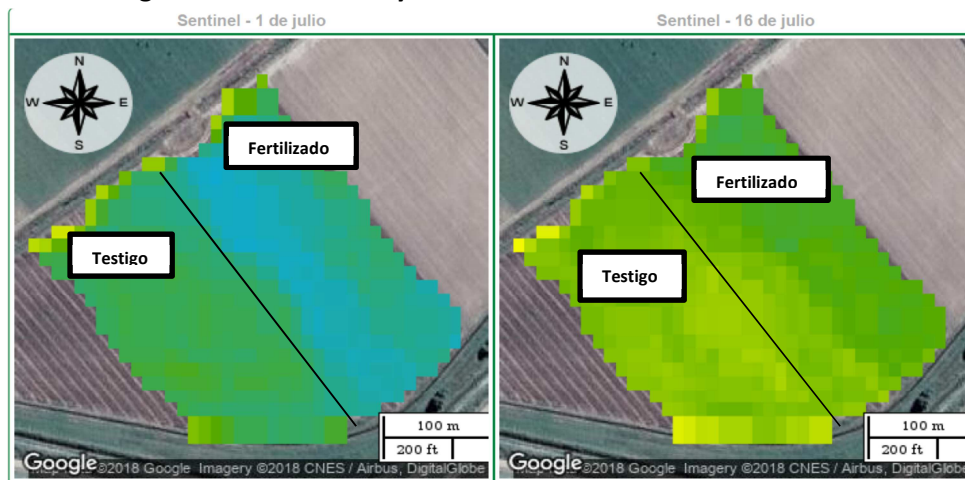 Sentinel - 1 de julio
Sentinel - 16 de julio
N
W
E
S
Fertilizado
Testigo
100 m
200 ft
Google
©2018 Google Imagery ©2018 CNES / Airbus, DigitalGlobe
N
W
E
S
Fertilizado
Testigo
100 m
200 ft
Google
©2018 Google Imagery ©2018 CNES / Airbus, DigitalGlobe